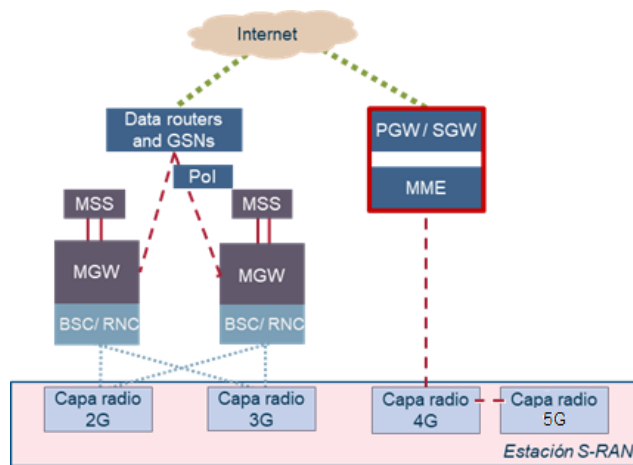 Internet
Data routers
and GSNs
PGW / SGW
PoI
MME
MSS
MSS
MGW
MGW
BSC/ RNC
BSC/ RNC
Capa radio
2G
Capa radio
3G
Capa radio
4G
Capa radio
5G
Estación S-RAN